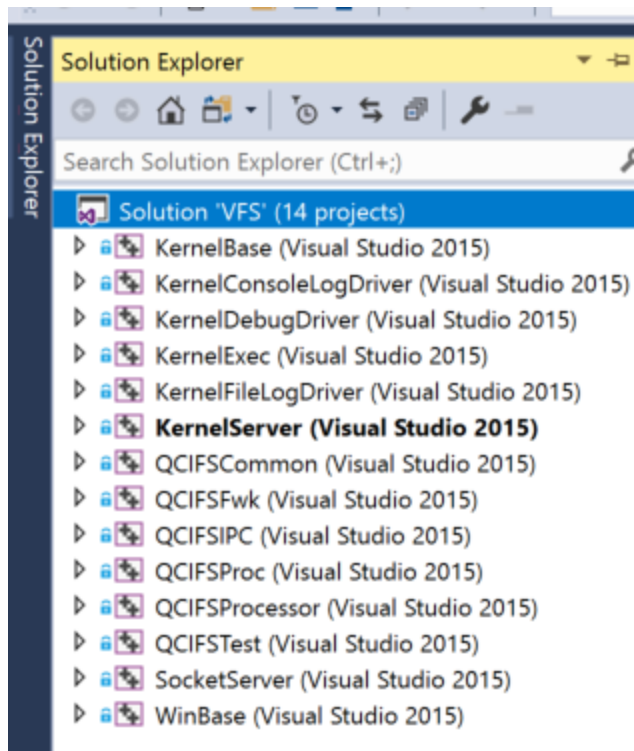 Solution Explorer
Solution Explorer
Search Solution Explorer (Ctrl+;)
Solution 'VFS' (14 projects)
KernelBase (Visual Studio 2015)
KernelConsoleLogDriver (Visual Studio 2015)
KernelDebugDriver (Visual Studio 2015)
KernelExec (Visual Studio 2015)
KernelFileLogDriver (Visual Studio 2015)
KernelServer (Visual Studio 2015)
QCIFSCommon (Visual Studio 2015)
QCIFSFwk (Visual Studio 2015)
QCIFSIPC (Visual Studio 2015)
QCIFSProc (Visual Studio 2015)
QCIFSProcessor (Visual Studio 2015)
QCIFSTest (Visual Studio 2015)
SocketServer (Visual Studio 2015)
WinBase (Visual Studio 2015)